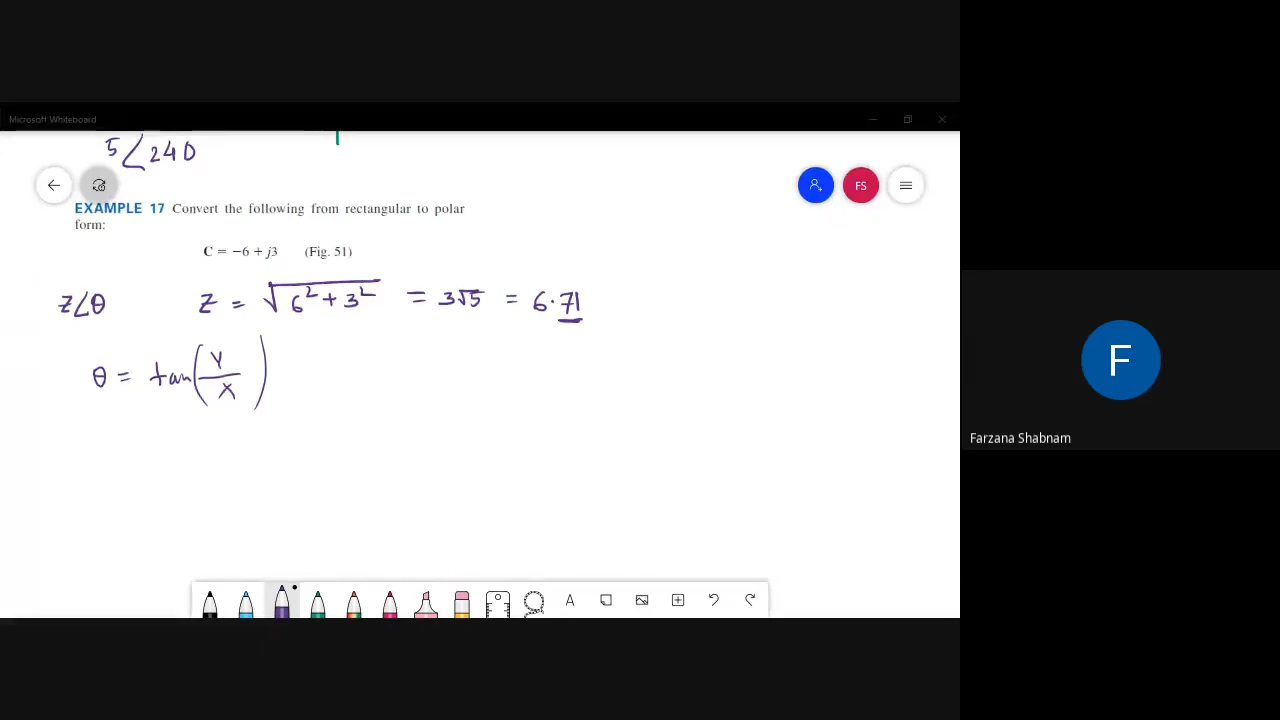 Microsoft Whiteboard
5∠240
FS
EXAMPLE 17 Convert the following from rectangular to polar
form:
C = −6 + j3 (Fig. 51)
Z∠θ Z = √(6² + 3²) = 3√5 = 6.71
θ = tan(Y/X)
F
Farzana Shabnam
A